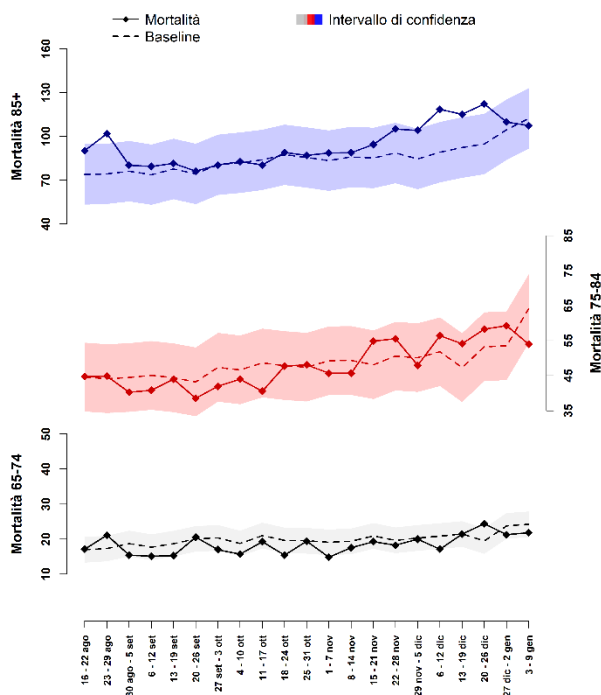 Mortalità
Intervallo di confidenza
Baseline
Mortalità 85+
160
130
100
70
40
Mortalità 75-84
85
75
65
55
45
35
Mortalità 65-74
50
40
30
20
10
16 - 22 ago
23 - 29 ago
30 ago - 5 set
6 - 12 set
13 - 19 set
20 - 26 set
27 set - 3 ott
4 - 10 ott
11 - 17 ott
18 - 24 ott
25 - 31 ott
1 - 7 nov
8 - 14 nov
15 - 21 nov
22 - 28 nov
29 nov - 5 dic
6 - 12 dic
13 - 19 dic
20 - 26 dic
27 dic - 2 gen
3 - 9 gen